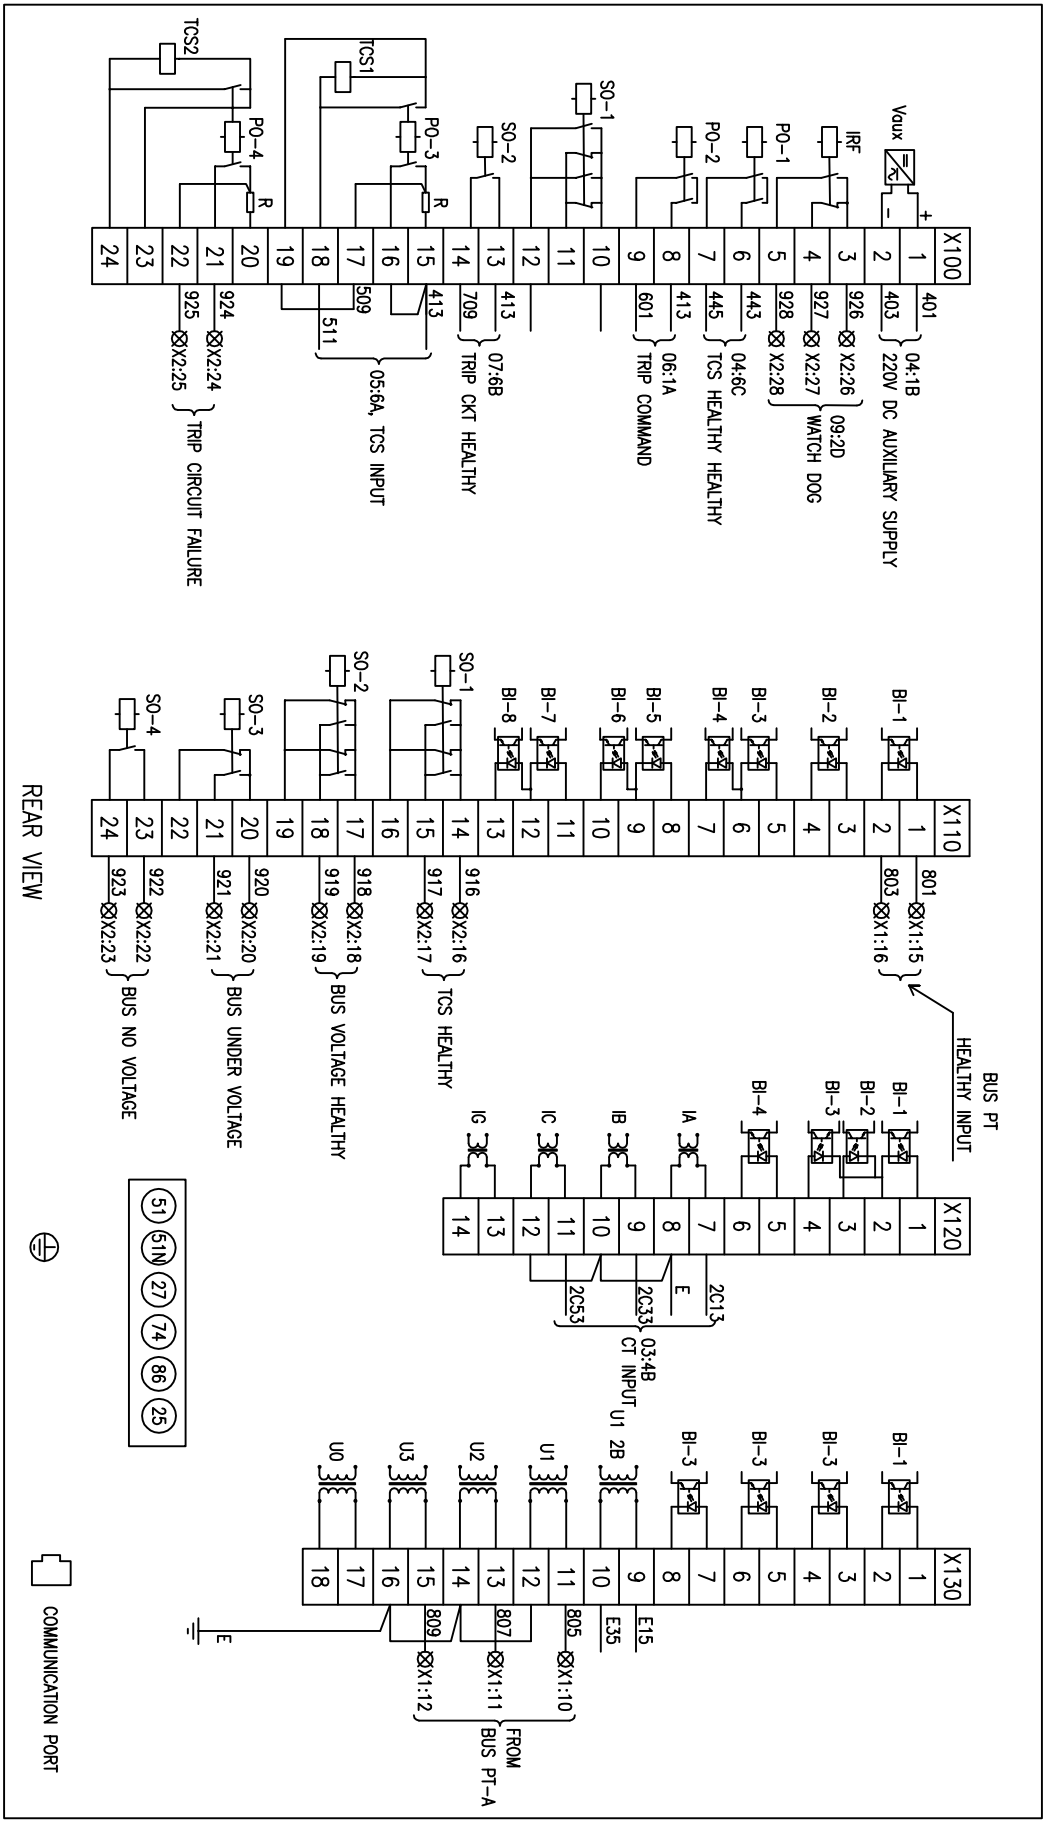 X100
1
2
3
4
5
6
7
8
9
10
11
12
13
14
15
16
17
18
19
20
21
22
23
24
Vaux
+
−
IRF
PO-1
PO-2
SO-1
SO-2
PO-3
R
TCS1
PO-4
R
TCS2
401
403
04:1B
220V DC AUXILIARY SUPPLY
926
927
928
X2:26
X2:27
X2:28
09:2D
WATCH DOG
443
445
04:6C
TCS HEALTHY HEALTHY
413
601
06:1A
TRIP COMMAND
413
709
07:6B
TRIP CKT HEALTHY
413
509
511
05:6A, TCS INPUT
924
925
X2:24
X2:25
TRIP CIRCUIT FAILURE
X110
1
2
3
4
5
6
7
8
9
10
11
12
13
14
15
16
17
18
19
20
21
22
23
24
BI-1
BI-2
BI-3
BI-4
BI-5
BI-6
BI-7
BI-8
SO-1
SO-2
SO-3
SO-4
801
803
X1:15
X1:16
BUS PT
HEALTHY INPUT
916
917
X2:16
X2:17
TCS HEALTHY
918
919
X2:18
X2:19
BUS VOLTAGE HEALTHY
920
921
X2:20
X2:21
BUS UNDER VOLTAGE
922
923
X2:22
X2:23
BUS NO VOLTAGE
X120
1
2
3
4
5
6
7
8
9
10
11
12
13
14
BI-1
BI-2
BI-3
BI-4
IA
IB
IC
IG
2C13
E
2C33
2C53
03:4B
CT INPUT
X130
1
2
3
4
5
6
7
8
9
10
11
12
13
14
15
16
17
18
BI-1
BI-3
BI-3
BI-3
U1 2B
U1
U2
U3
U0
E15
E35
805
807
809
X1:10
X1:11
X1:12
FROM
BUS PT-A
E
REAR VIEW
51
51N
27
74
86
25
COMMUNICATION PORT